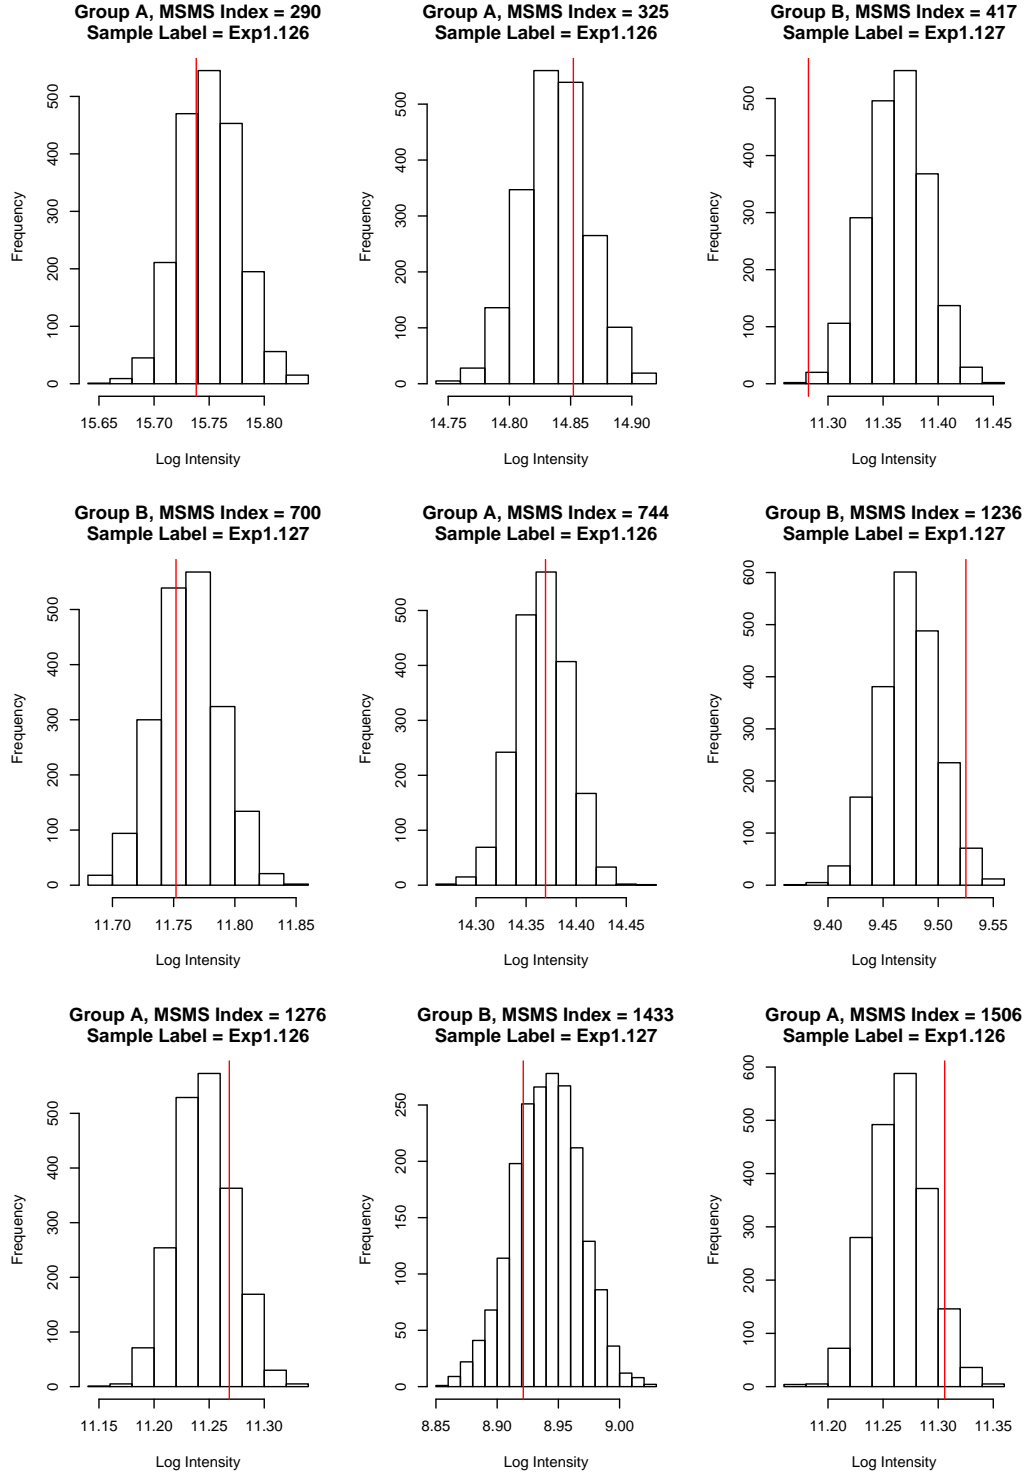 Group A, MSMS Index = 290
Sample Label = Exp1.126
Frequency
0 100 200 300 400 500
15.65 15.70 15.75 15.80
Log Intensity
Group A, MSMS Index = 325
Sample Label = Exp1.126
Frequency
0 100 200 300 400 500
14.75 14.80 14.85 14.90
Log Intensity
Group B, MSMS Index = 417
Sample Label = Exp1.127
Frequency
0 100 200 300 400 500
11.30 11.35 11.40 11.45
Log Intensity
Group B, MSMS Index = 700
Sample Label = Exp1.127
Frequency
0 100 200 300 400 500
11.70 11.75 11.80 11.85
Log Intensity
Group A, MSMS Index = 744
Sample Label = Exp1.126
Frequency
0 100 200 300 400 500
14.30 14.35 14.40 14.45
Log Intensity
Group B, MSMS Index = 1236
Sample Label = Exp1.127
Frequency
0 100 200 300 400 500 600
9.40 9.45 9.50 9.55
Log Intensity
Group A, MSMS Index = 1276
Sample Label = Exp1.126
Frequency
0 100 200 300 400 500
11.15 11.20 11.25 11.30
Log Intensity
Group B, MSMS Index = 1433
Sample Label = Exp1.127
Frequency
0 50 100 150 200 250
8.85 8.90 8.95 9.00
Log Intensity
Group A, MSMS Index = 1506
Sample Label = Exp1.126
Frequency
0 100 200 300 400 500 600
11.20 11.25 11.30 11.35
Log Intensity